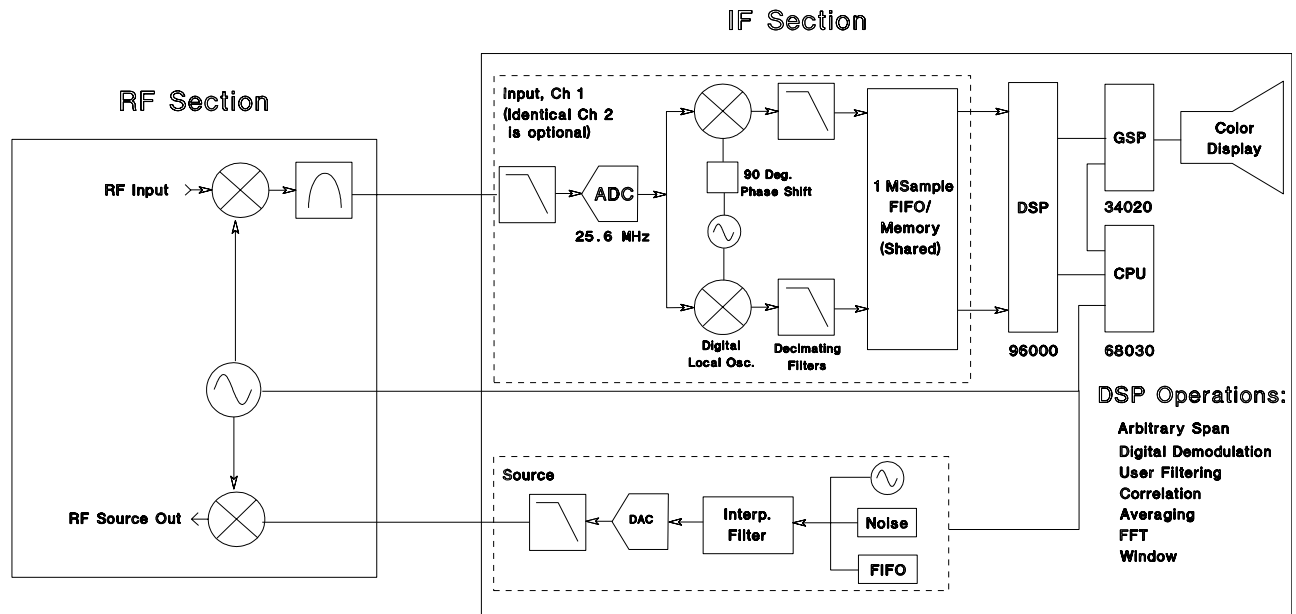 IF Section
RF Section
Input, Ch 1
(Identical Ch 2
is optional)
RF Input
ADC
25.6 MHz
90 Deg.
Phase Shift
Digital
Local Osc.
Decimating
Filters
1 MSample
FIFO/
Memory
(Shared)
DSP
96000
GSP
34020
CPU
68030
Color
Display
DSP Operations:
Arbitrary Span
Digital Demodulation
User Filtering
Correlation
Averaging
FFT
Window
Source
RF Source Out
DAC
Interp.
Filter
Noise
FIFO